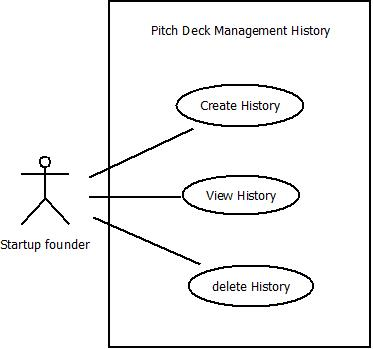 Pitch Deck Management History
Create History
View History
Startup founder
delete History